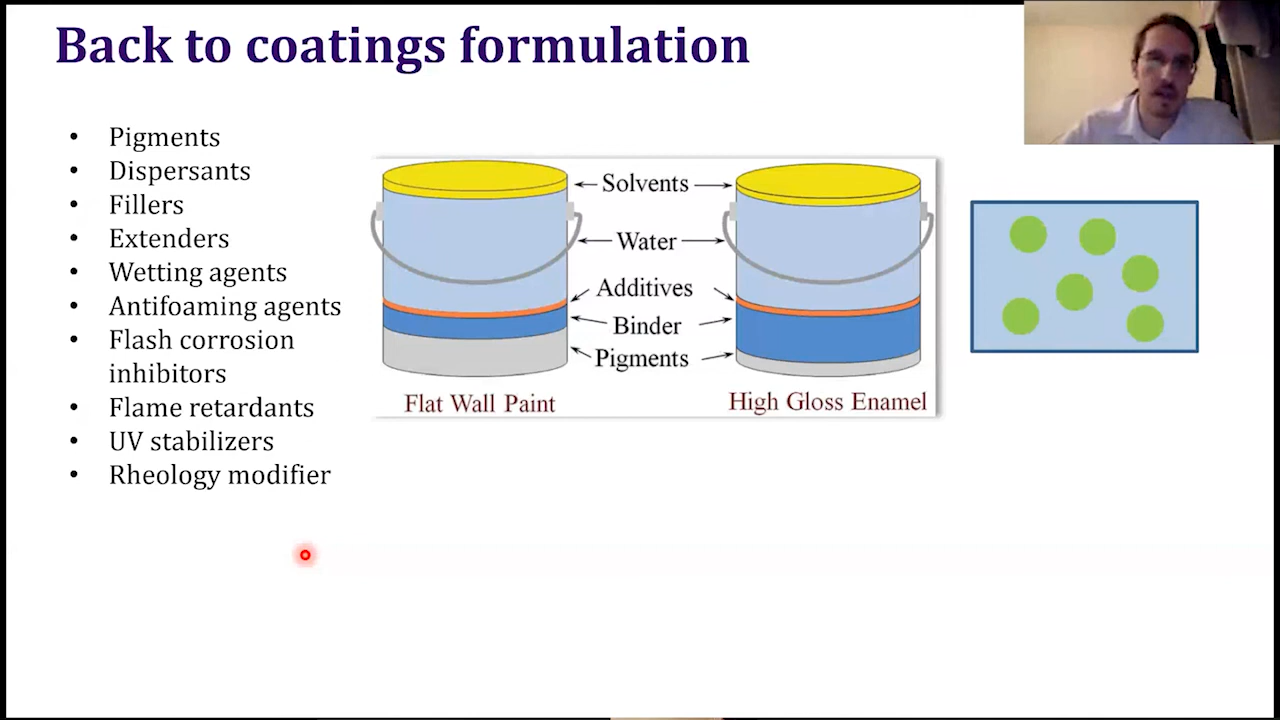 Back to coatings formulation
• Pigments
• Dispersants
• Fillers
• Extenders
• Wetting agents
• Antifoaming agents
• Flash corrosion
inhibitors
• Flame retardants
• UV stabilizers
• Rheology modifier
Solvents
Water
Additives
Binder
Pigments
Flat Wall Paint
High Gloss Enamel